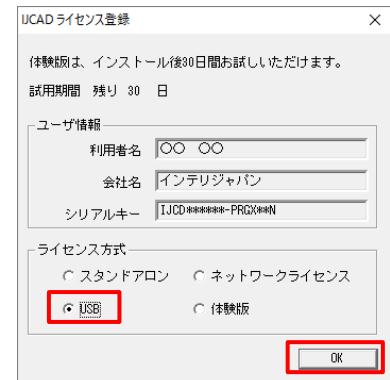 IJCAD ライセンス登録
体験版は、インストール後30日間お試しいただけます。
試用期間 残り 30 日
ユーザ情報
利用者名 〇〇 〇〇
会社名 インテリジャパン
シリアルキー IJCD******-PRGX**N
ライセンス方式
スタンドアロン ネットワークライセンス
USB 体験版
OK